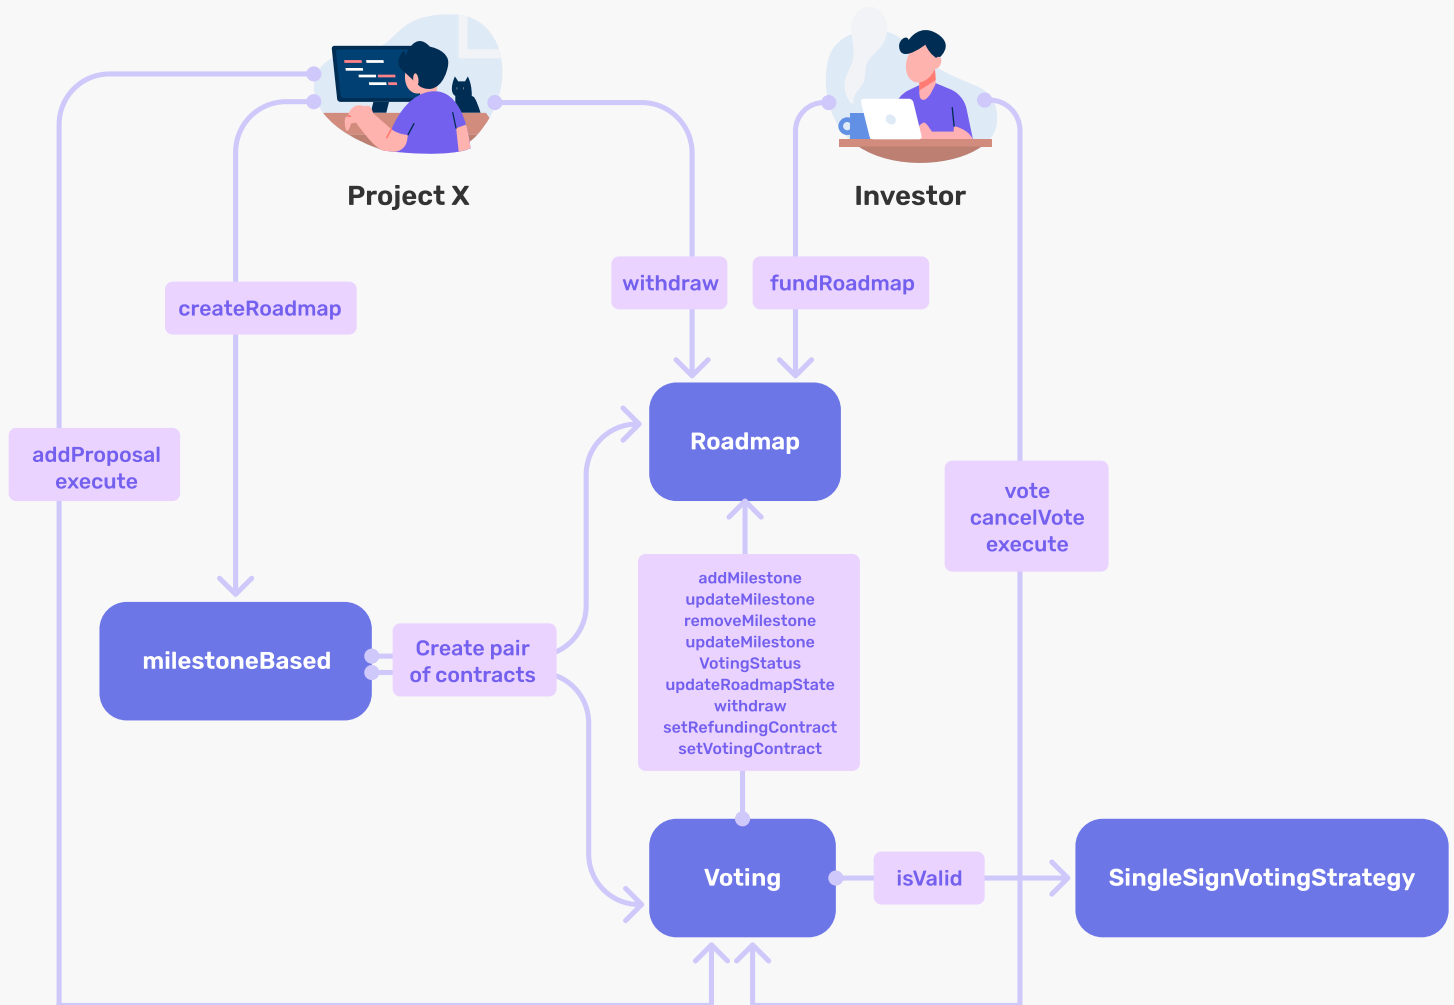 Project X
Investor
withdraw
fundRoadmap
createRoadmap
Roadmap
addProposal
execute
vote
cancelVote
execute
addMilestone
updateMilestone
removeMilestone
updateMilestone
VotingStatus
updateRoadmapState
withdraw
setRefundingContract
setVotingContract
milestoneBased
Create pair
of contracts
Voting
isValid
SingleSignVotingStrategy